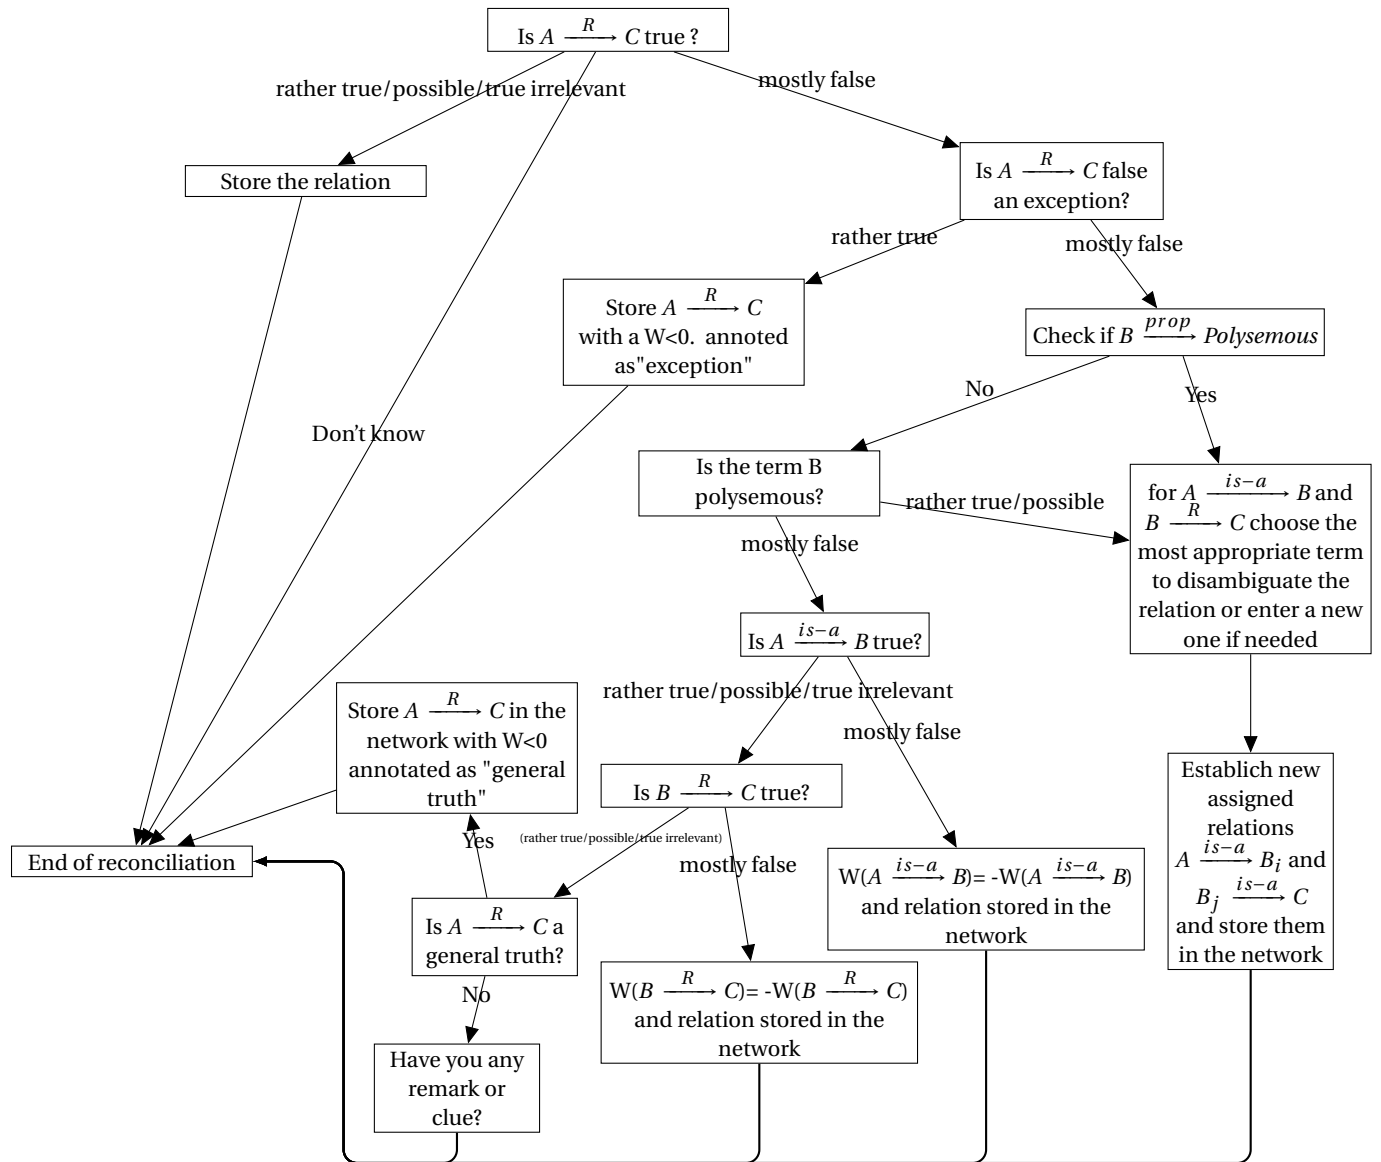 Is A —R→ C true ?
rather true/possible/true irrelevant
mostly false
Store the relation
Is A —R→ C false
an exception?
rather true
mostly false
Store A —R→ C
with a W<0. annoted
as"exception"
Check if B —prop→ Polysemous
No
Yes
Don't know
Is the term B
polysemous?
rather true/possible
mostly false
for A —is−a→ B and
B —R→ C choose the
most appropriate term
to disambiguate the
relation or enter a new
one if needed
Is A —is−a→ B true?
rather true/possible/true irrelevant
mostly false
Store A —R→ C in the
network with W<0
annotated as "general
truth"
Is B —R→ C true?
Yes
(rather true/possible/true irrelevant)
mostly false
Establich new
assigned
relations
A —is−a→ Bi and
Bj —is−a→ C
and store them
in the network
End of reconciliation
W(A —is−a→ B)= -W(A —is−a→ B)
and relation stored in the
network
Is A —R→ C a
general truth?
No
W(B —R→ C)= -W(B —R→ C)
and relation stored in the
network
Have you any
remark or
clue?